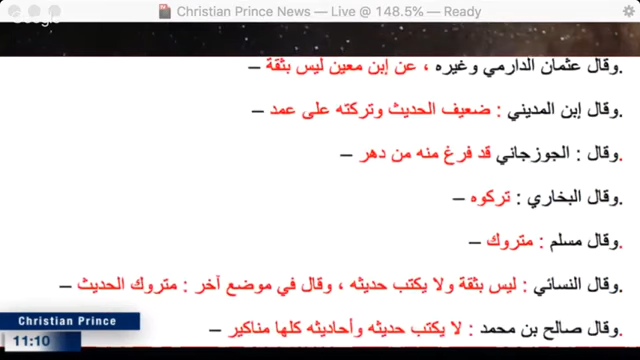 Christian Prince News — Live @ 148.5% — Ready
.وقال عثمان الدارمي وغيره ، عن إبن معين ليس بثقة –
.وقال إبن المديني : ضعيف الحديث وتركته على عمد –
.وقال : الجوزجاني قد فرغ منه من دهر –
.وقال البخاري : تركوه –
.وقال مسلم : متروك –
.وقال النسائي : ليس بثقة ولا يكتب حديثه ، وقال في موضع آخر : متروك الحديث –
.وقال صالح بن محمد : لا يكتب حديثه وأحاديثه كلها مناكير –
Christian Prince
11:10